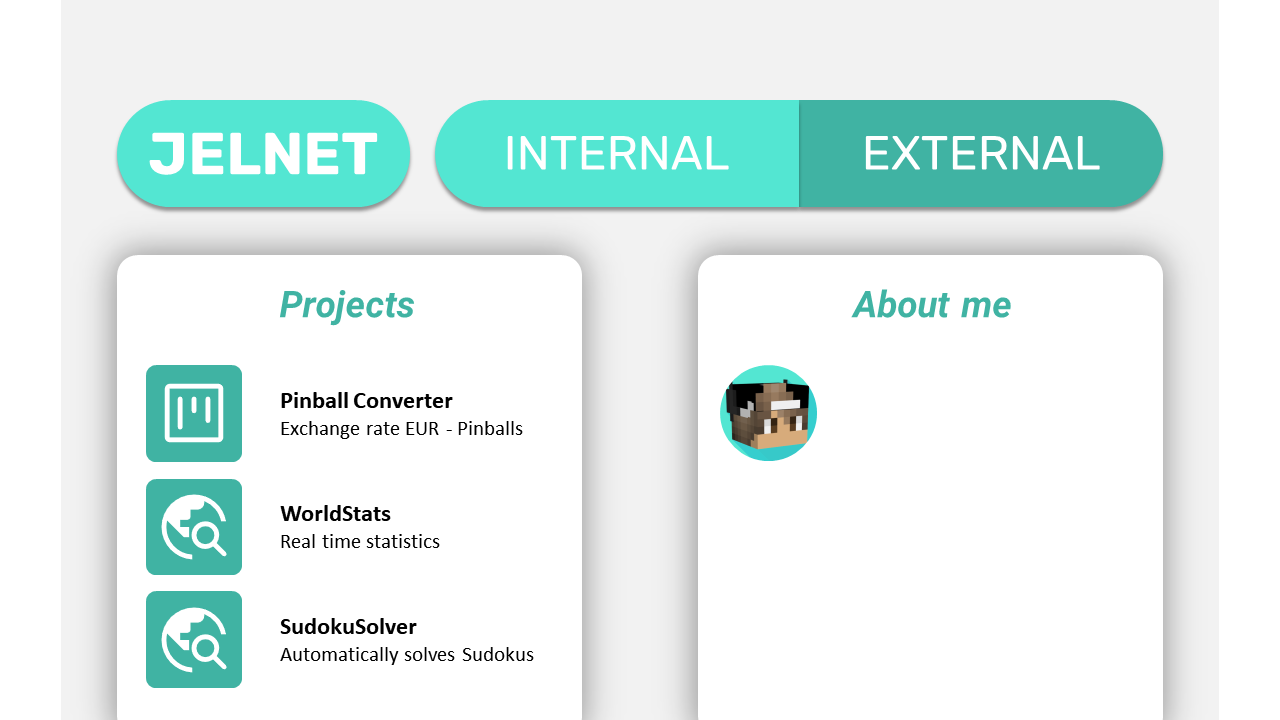 JELNET
INTERNAL
EXTERNAL
Projects
Pinball Converter
Exchange rate EUR - Pinballs
WorldStats
Real time statistics
SudokuSolver
Automatically solves Sudokus
About me